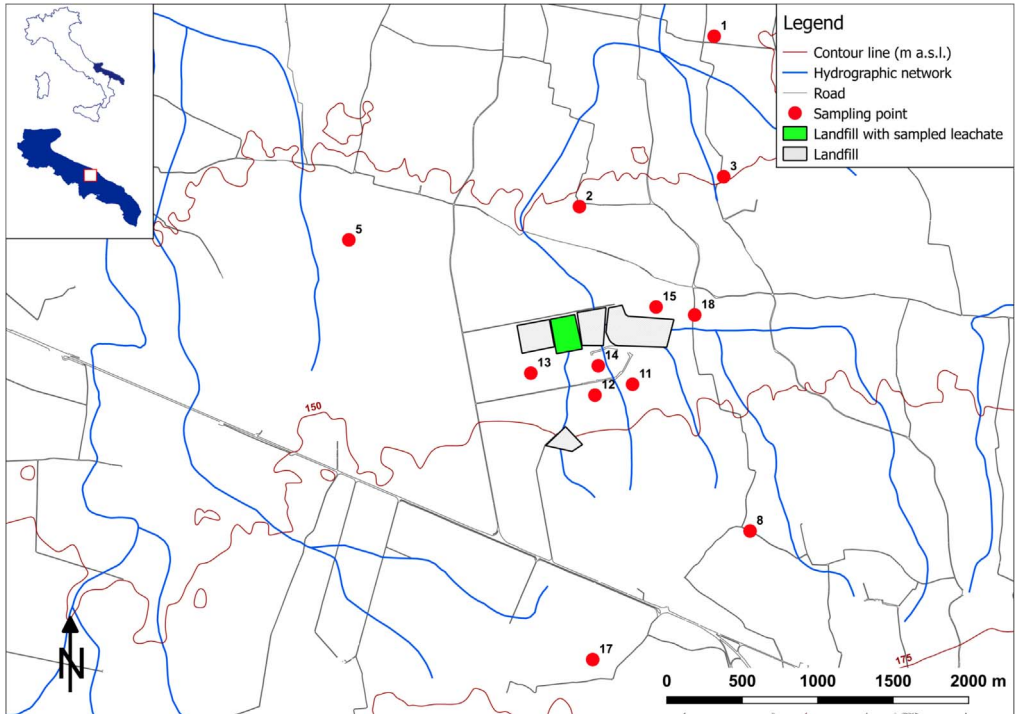 Legend
Contour line (m a.s.l.)
Hydrographic network
Road
Sampling point
Landfill with sampled leachate
Landfill
1
3
2
5
15
18
14
13
11
12
150
8
17
175
N
0 500 1000 1500 2000 m